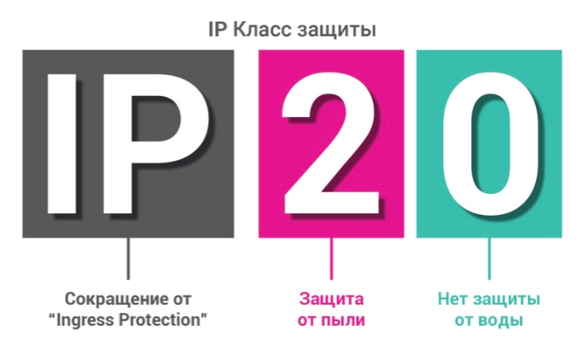 IP Класс защиты
IP 2 0
Сокращение от
“Ingress Protection”
Защита
от пыли
Нет защиты
от воды